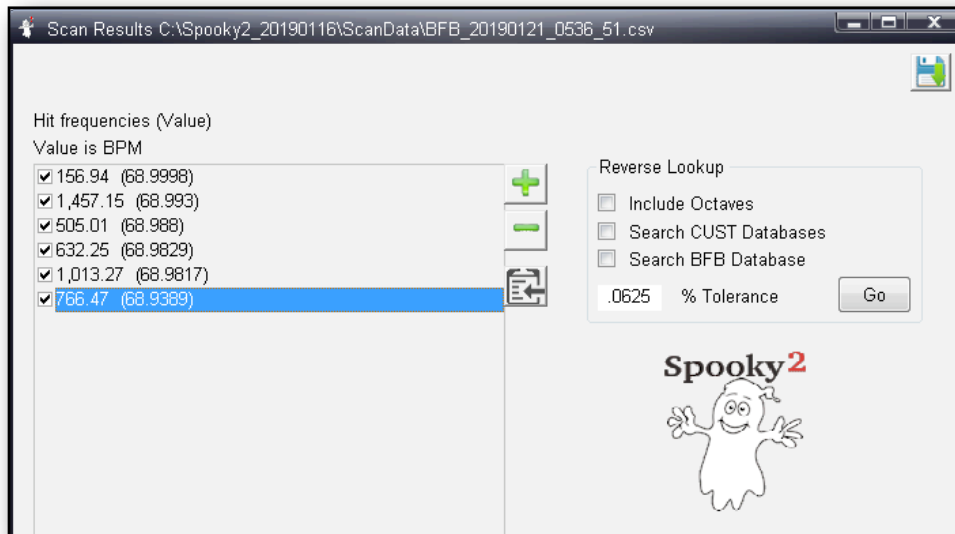 Scan Results C:\Spooky2_20190116\ScanData\BFB_20190121_0536_51.csv
Hit frequencies (Value)
Value is BPM
156.94 (68.9998)
1,457.15 (68.993)
505.01 (68.988)
632.25 (68.9829)
1,013.27 (68.9817)
766.47 (68.9389)
Reverse Lookup
Include Octaves
Search CUST Databases
Search BFB Database
.0625 % Tolerance Go
Spooky2